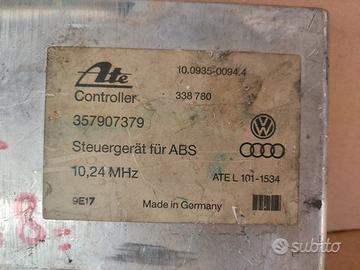 Ate
10.0935-0094.4
Controller
338 780
357907379
Steuergerät für ABS
10,24 MHz
ATE L 101-1534
9E17
Made in Germany
subito